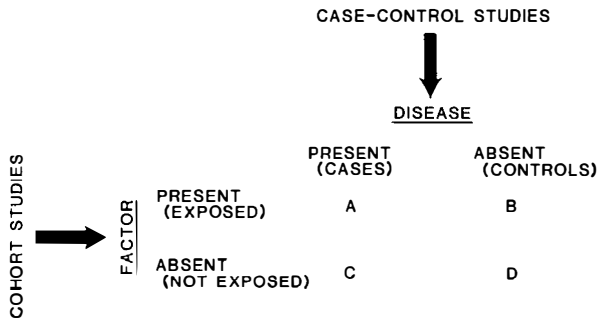 CASE-CONTROL STUDIES
DISEASE
PRESENT
(CASES)
ABSENT
(CONTROLS)
COHORT STUDIES
FACTOR
PRESENT
(EXPOSED)
A
B
ABSENT
(NOT EXPOSED)
C
D